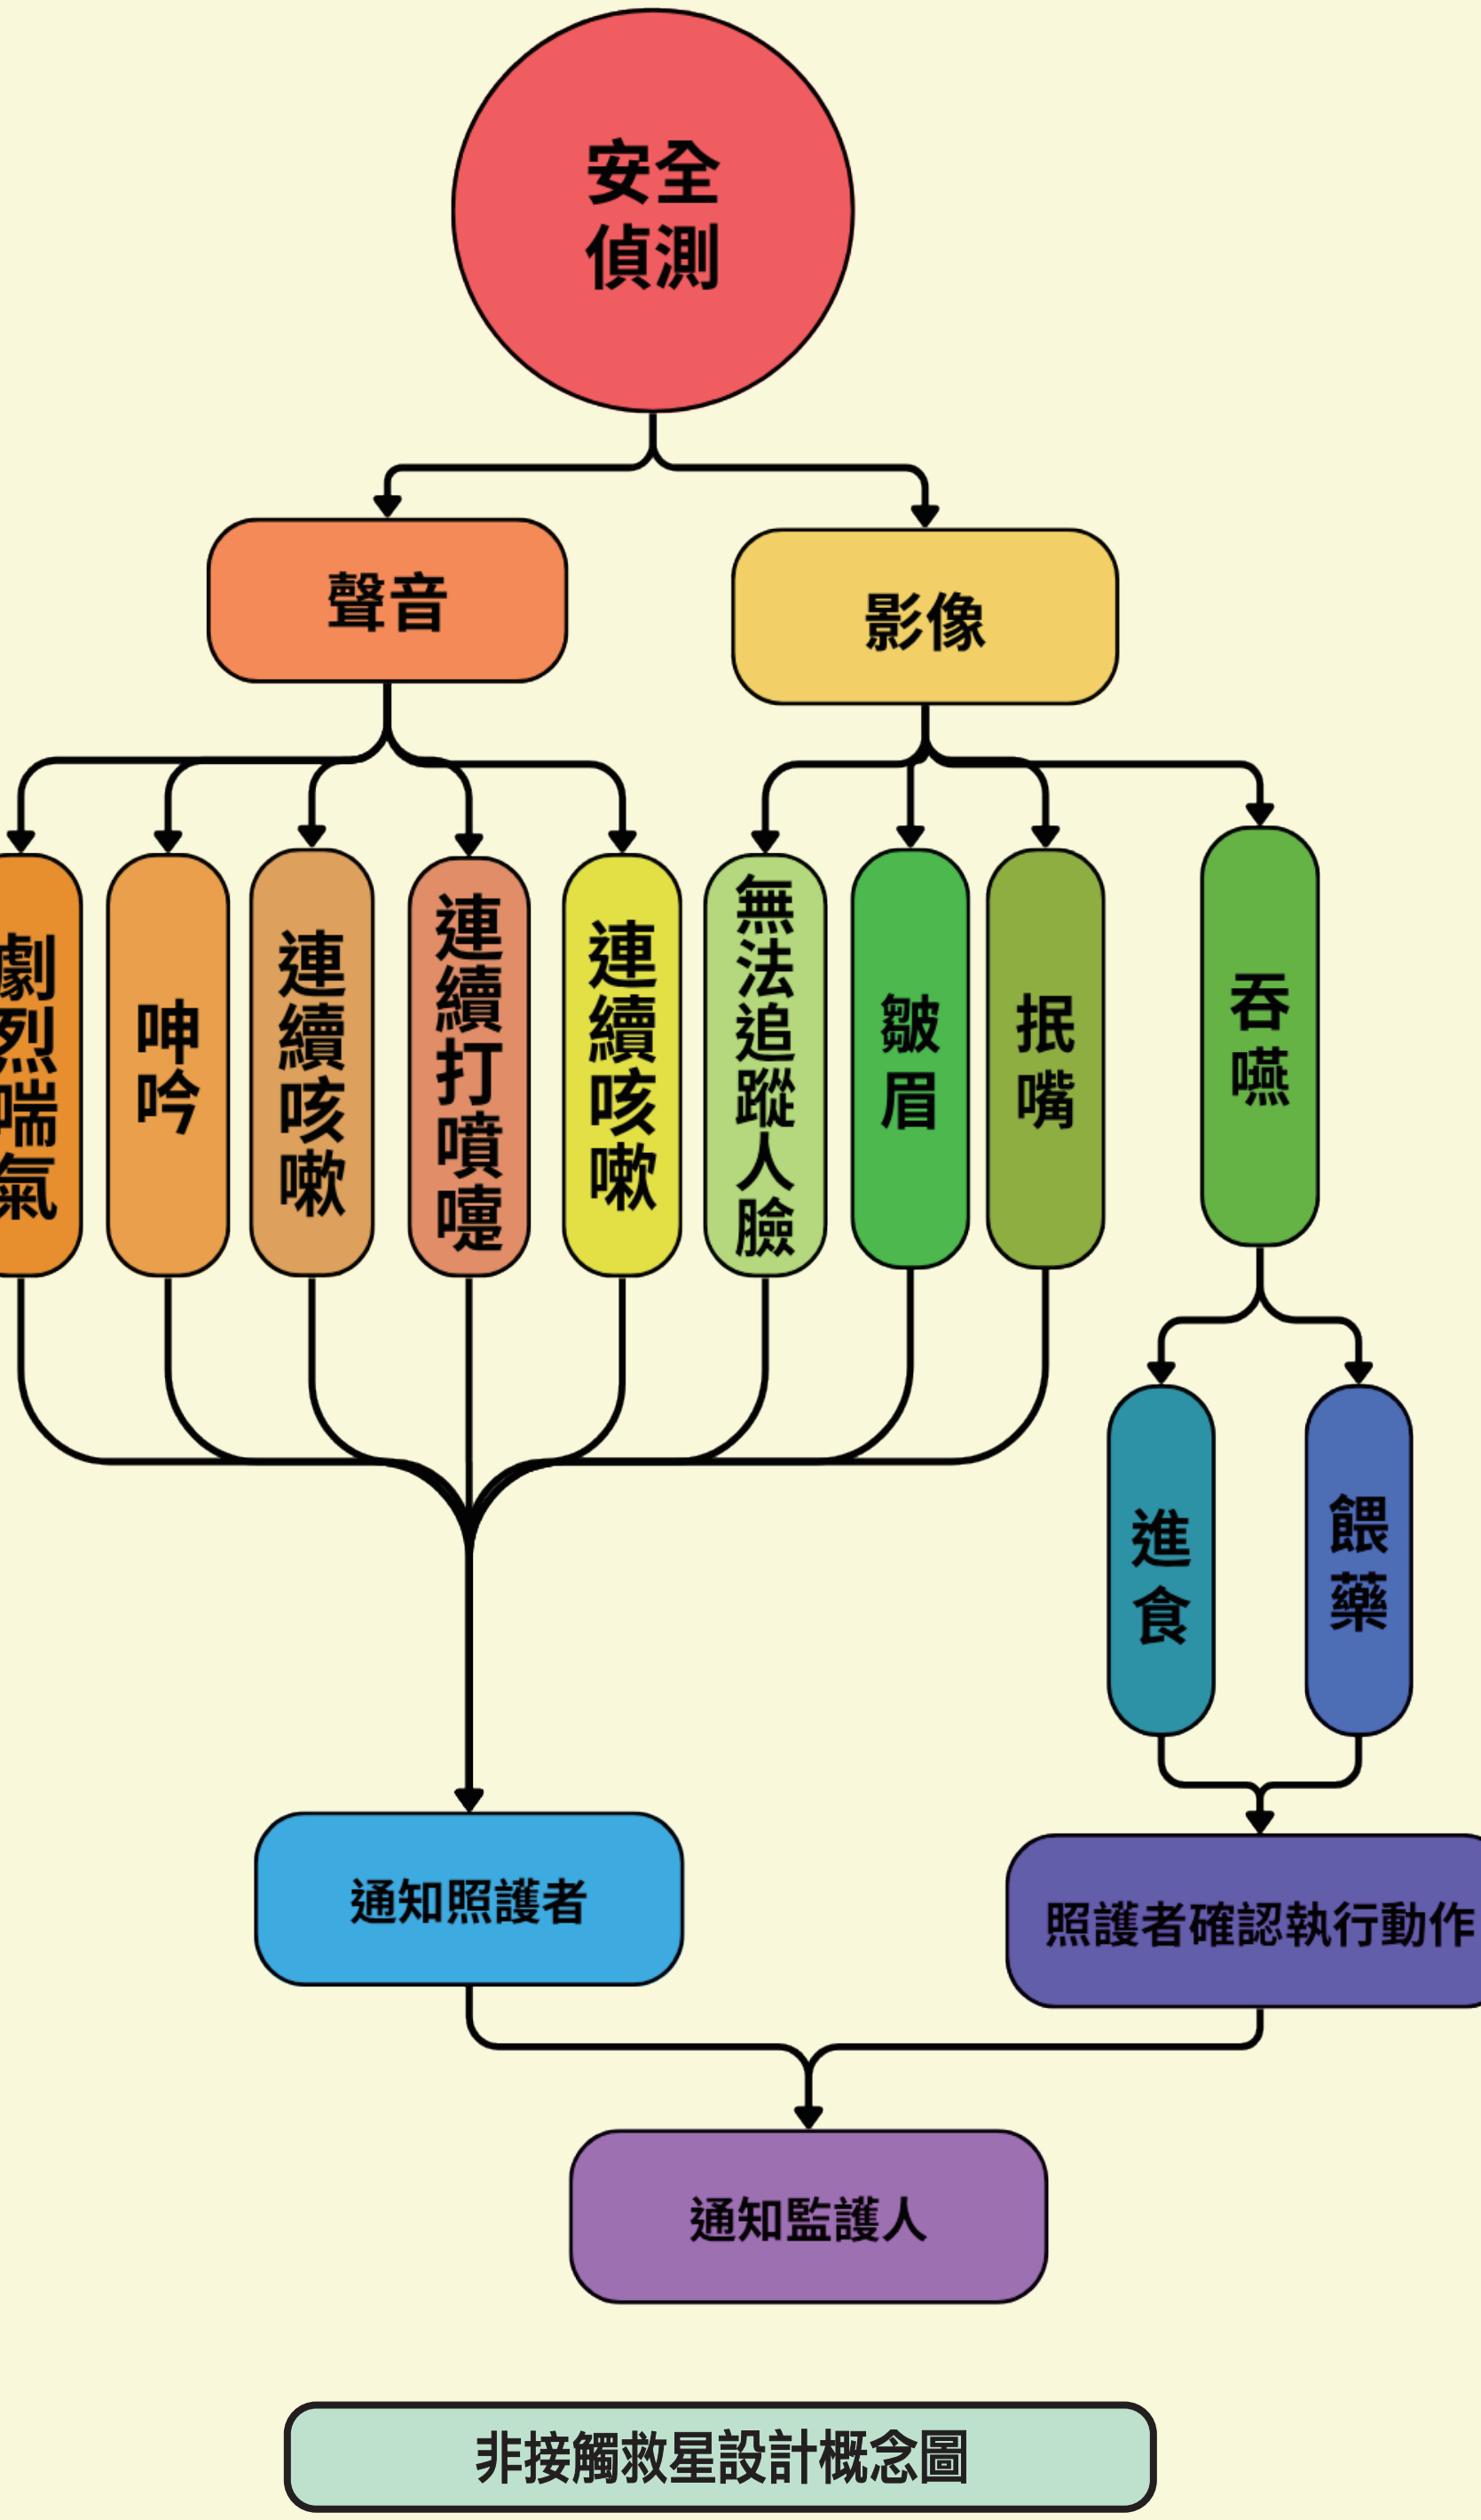 安全
偵測
聲音
影像
劇烈喘氣
呻吟
連續咳嗽
連續打噴嚏
連續咳嗽
無法追蹤人臉
皺眉
抿嘴
吞嚥
進食
餵藥
通知照護者
照護者確認執行動作
通知監護人
非接觸救星設計概念圖